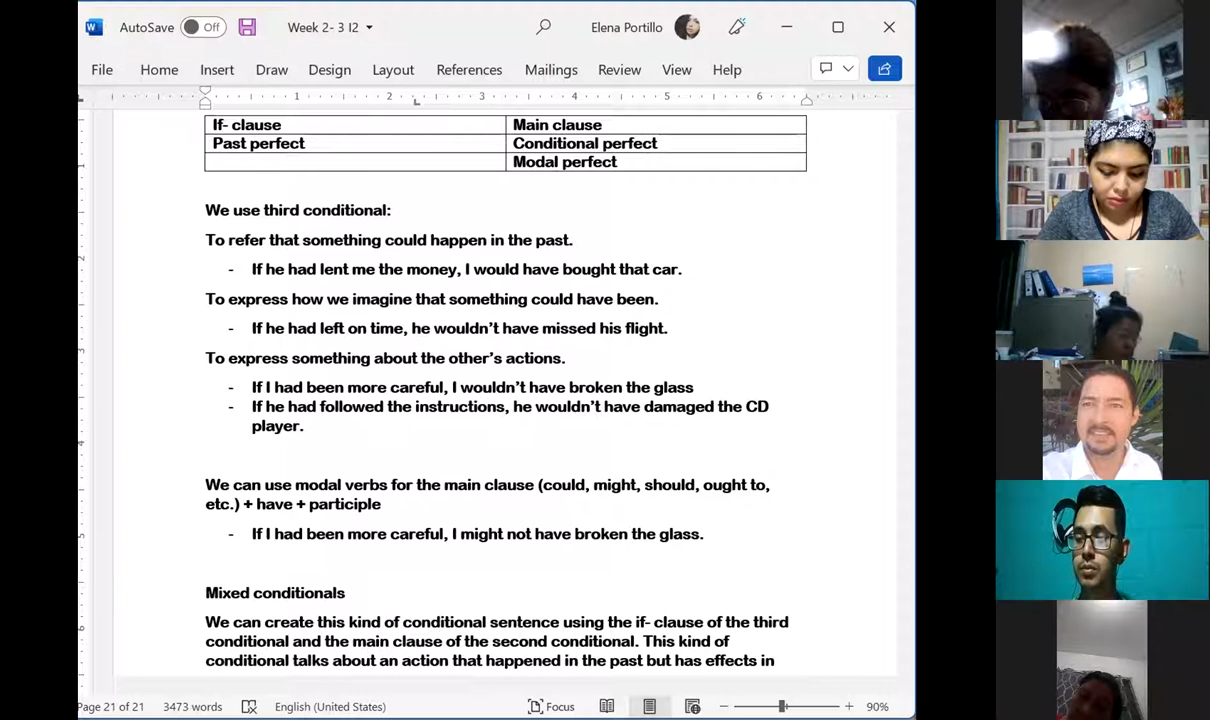 AutoSave Off Week 2- 3 I2 Elena Portillo
File Home Insert Draw Design Layout References Mailings Review View Help
1 2 3 4 5 6
If- clause Main clause
Past perfect Conditional perfect
Modal perfect
We use third conditional:
To refer that something could happen in the past.
- If he had lent me the money, I would have bought that car.
To express how we imagine that something could have been.
- If he had left on time, he wouldn't have missed his flight.
To express something about the other's actions.
- If I had been more careful, I wouldn't have broken the glass
- If he had followed the instructions, he wouldn't have damaged the CD
player.
We can use modal verbs for the main clause (could, might, should, ought to,
etc.) + have + participle
- If I had been more careful, I might not have broken the glass.
Mixed conditionals
We can create this kind of conditional sentence using the if- clause of the third
conditional and the main clause of the second conditional. This kind of
conditional talks about an action that happened in the past but has effects in
Page 21 of 21 3473 words English (United States) Focus 90%